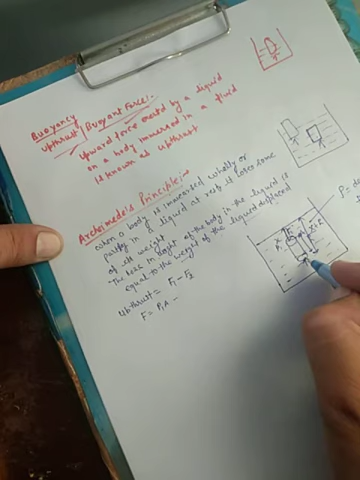 Buoyancy
Upthrust/Buoyant Force:-
Upward force exerted by a liquid
on a body immersed in a fluid
is known as upthrust
Archemedes Principle:-
When a body is immersed wholly or
partly in a liquid at rest it loses some
of its weight.
The loss in weight of the body in the liquid is
equal to the weight of the liquid displaced
Upthrust = F1 - F2
F = P1A -